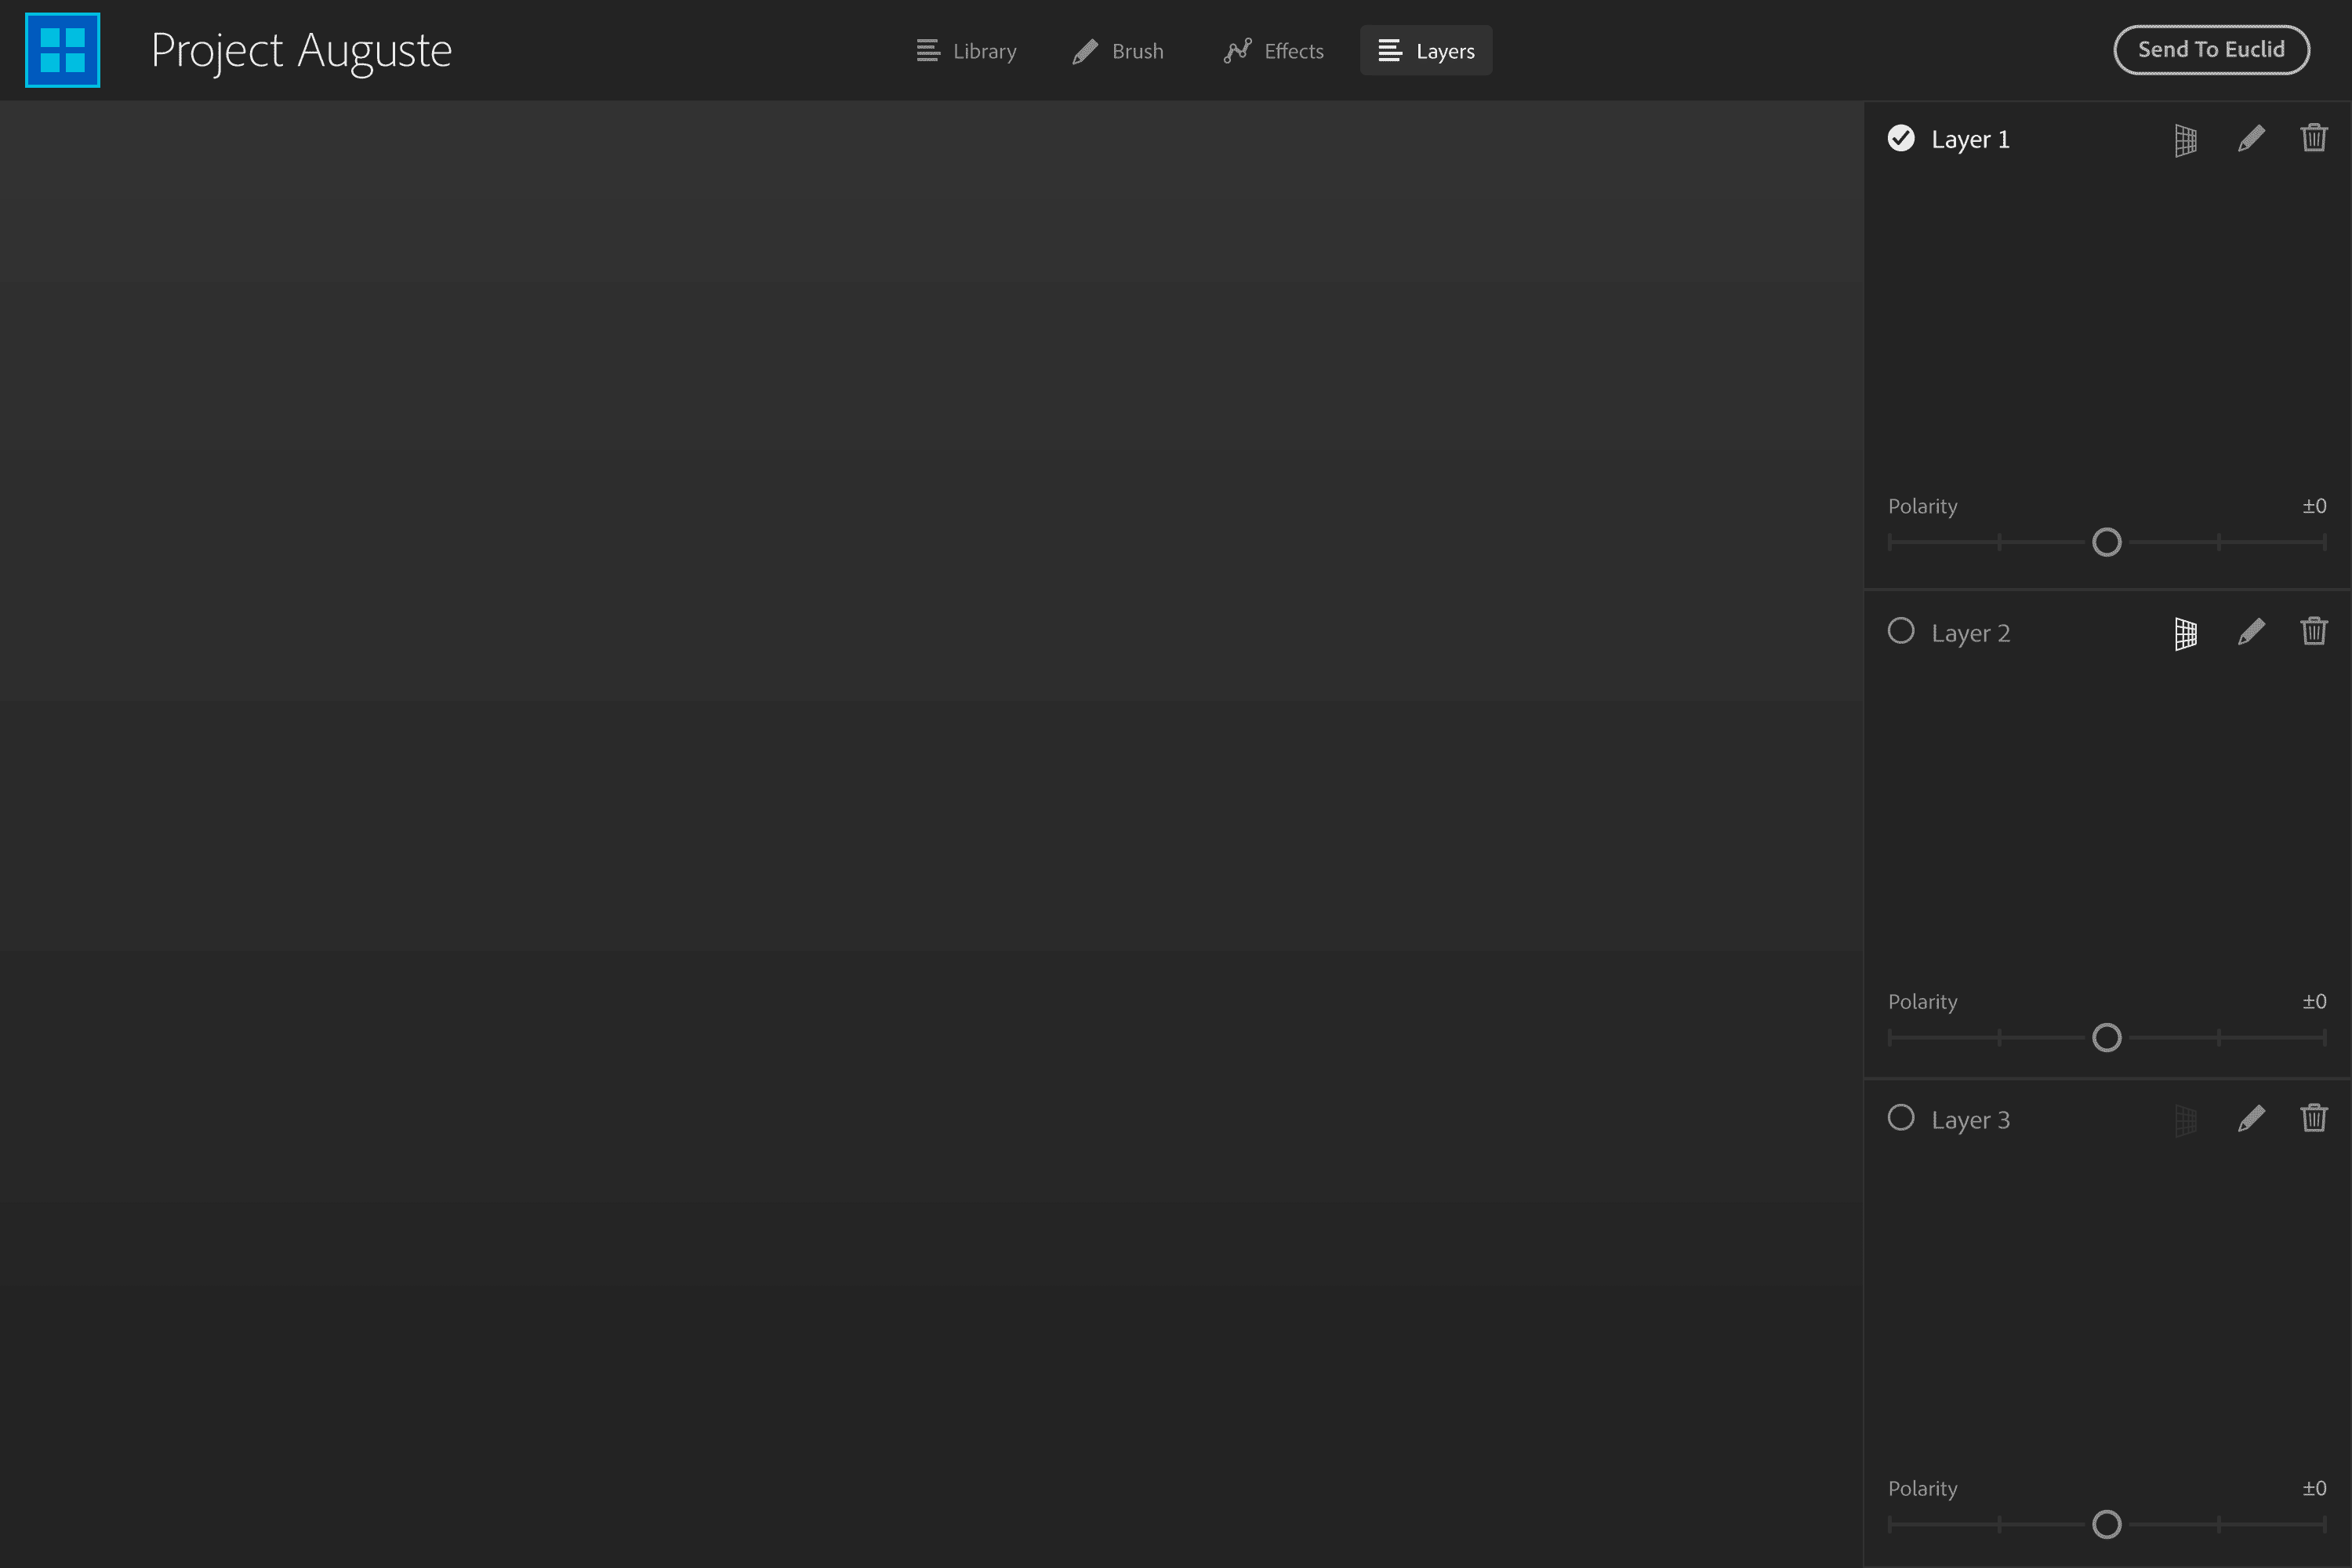 Project Auguste
Library
Brush
Effects
Layers
Send To Euclid
Layer 1
Polarity ±0
Layer 2
Polarity ±0
Layer 3
Polarity ±0